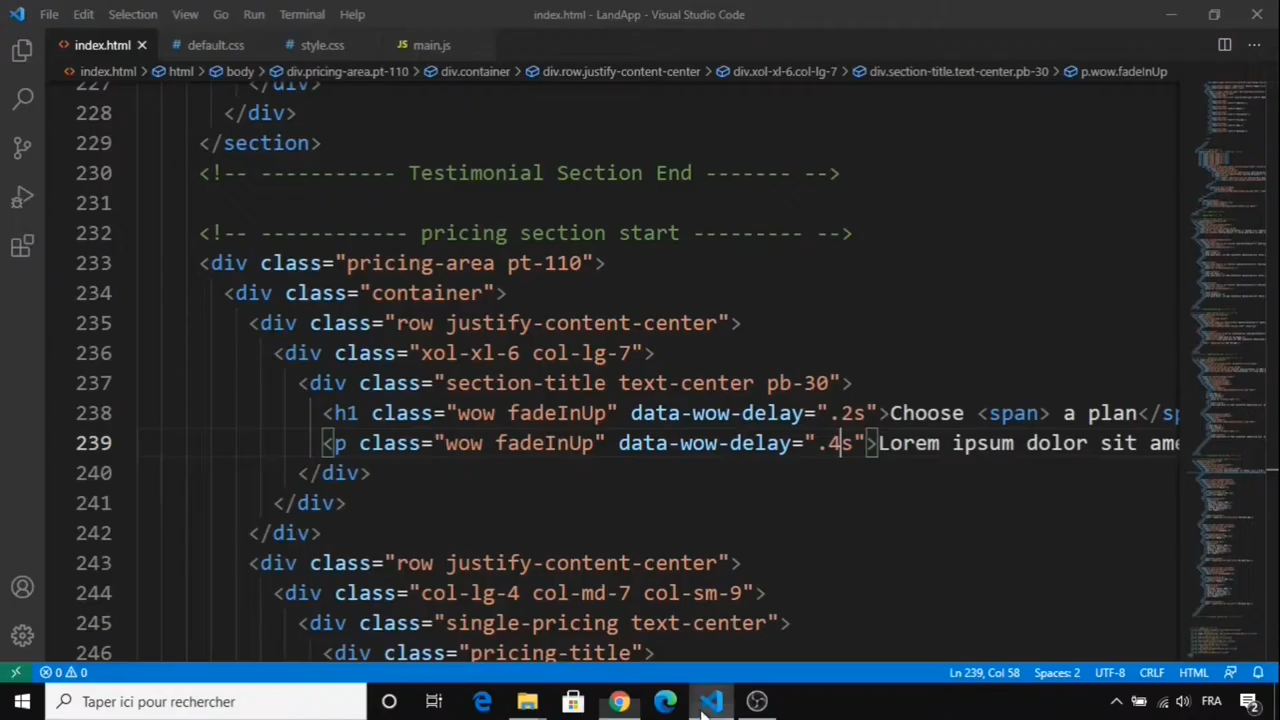 File Edit Selection View Go Run Terminal Help index.html - LandApp - Visual Studio Code
index.html default.css style.css JS main.js
index.html html body div.pricing-area.pt-110 div.container div.row.justify-content-center div.xol-xl-6.col-lg-7 div.section-title.text-center.pb-30 p.wow.fadeInUp
227 </div>
228 </div>
229 </section>
230 <!-- ----------- Testimonial Section End ------- -->
231
232 <!-- ------------ pricing section start --------- -->
233 <div class="pricing-area pt-110">
234 <div class="container">
235 <div class="row justify-content-center">
236 <div class="xol-xl-6 col-lg-7">
237 <div class="section-title text-center pb-30">
238 <h1 class="wow fadeInUp" data-wow-delay=".2s">Choose <span> a plan</sp
239 <p class="wow fadeInUp" data-wow-delay=".4s">Lorem ipsum dolor sit ame
240 </div>
241 </div>
242 </div>
243 <div class="row justify-content-center">
244 <div class="col-lg-4 col-md-7 col-sm-9">
245 <div class="single-pricing text-center">
246 <div class="pricing-title">
0 0 Ln 239, Col 58 Spaces: 2 UTF-8 CRLF HTML
Taper ici pour rechercher FRA 2